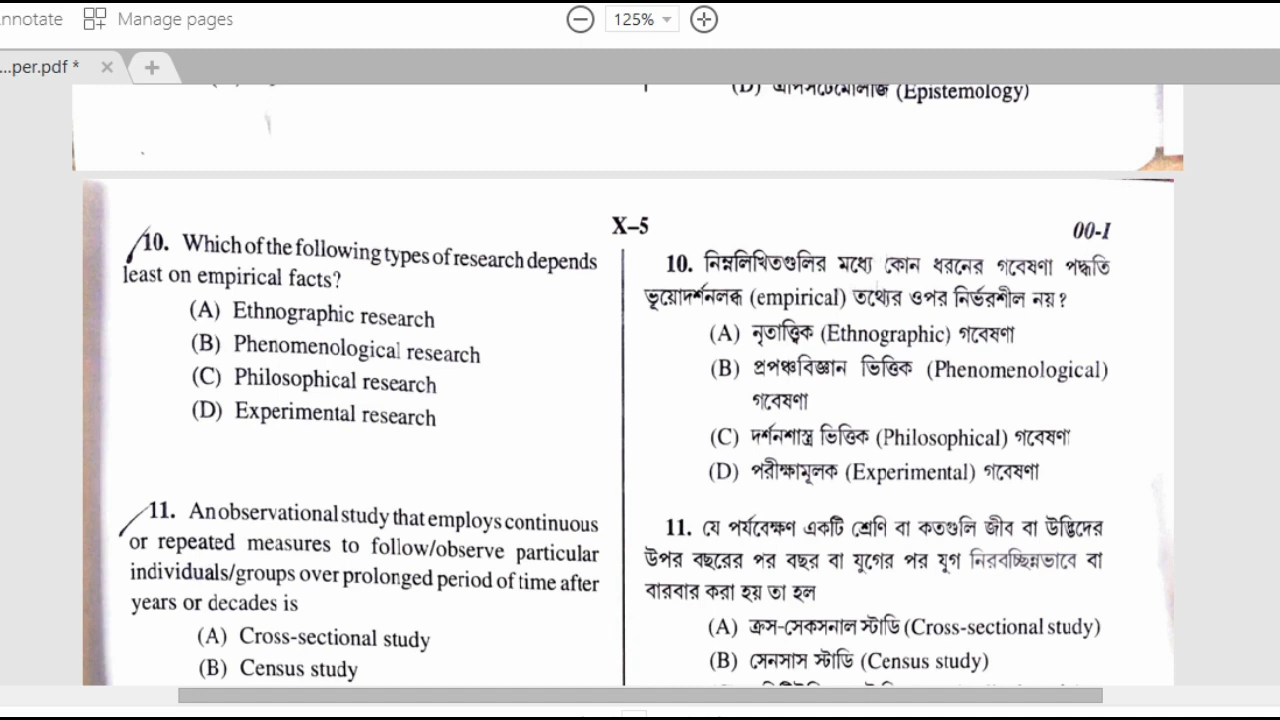 nnotate Manage pages 125%
...per.pdf *
(D) এপিসটেমোলজি (Epistemology)
X–5
00-I
10. Which of the following types of research depends
least on empirical facts?
(A) Ethnographic research
(B) Phenomenological research
(C) Philosophical research
(D) Experimental research
11. An observational study that employs continuous
or repeated measures to follow/observe particular
individuals/groups over prolonged period of time after
years or decades is
(A) Cross-sectional study
(B) Census study
10. নিম্নলিখিতগুলির মধ্যে কোন ধরনের গবেষণা পদ্ধতি
ভূয়োদর্শনলব্ধ (empirical) তথ্যের ওপর নির্ভরশীল নয় ?
(A) নৃতাত্ত্বিক (Ethnographic) গবেষণা
(B) প্রপঞ্চবিজ্ঞান ভিত্তিক (Phenomenological)
গবেষণা
(C) দর্শনশাস্ত্র ভিত্তিক (Philosophical) গবেষণা
(D) পরীক্ষামূলক (Experimental) গবেষণা
11. যে পর্যবেক্ষণ একটি শ্রেণি বা কতগুলি জীব বা উদ্ভিদের
উপর বছরের পর বছর বা যুগের পর যুগ নিরবচ্ছিন্নভাবে বা
বারবার করা হয় তা হল
(A) ক্রস-সেকসনাল স্টাডি (Cross-sectional study)
(B) সেনসাস স্টাডি (Census study)